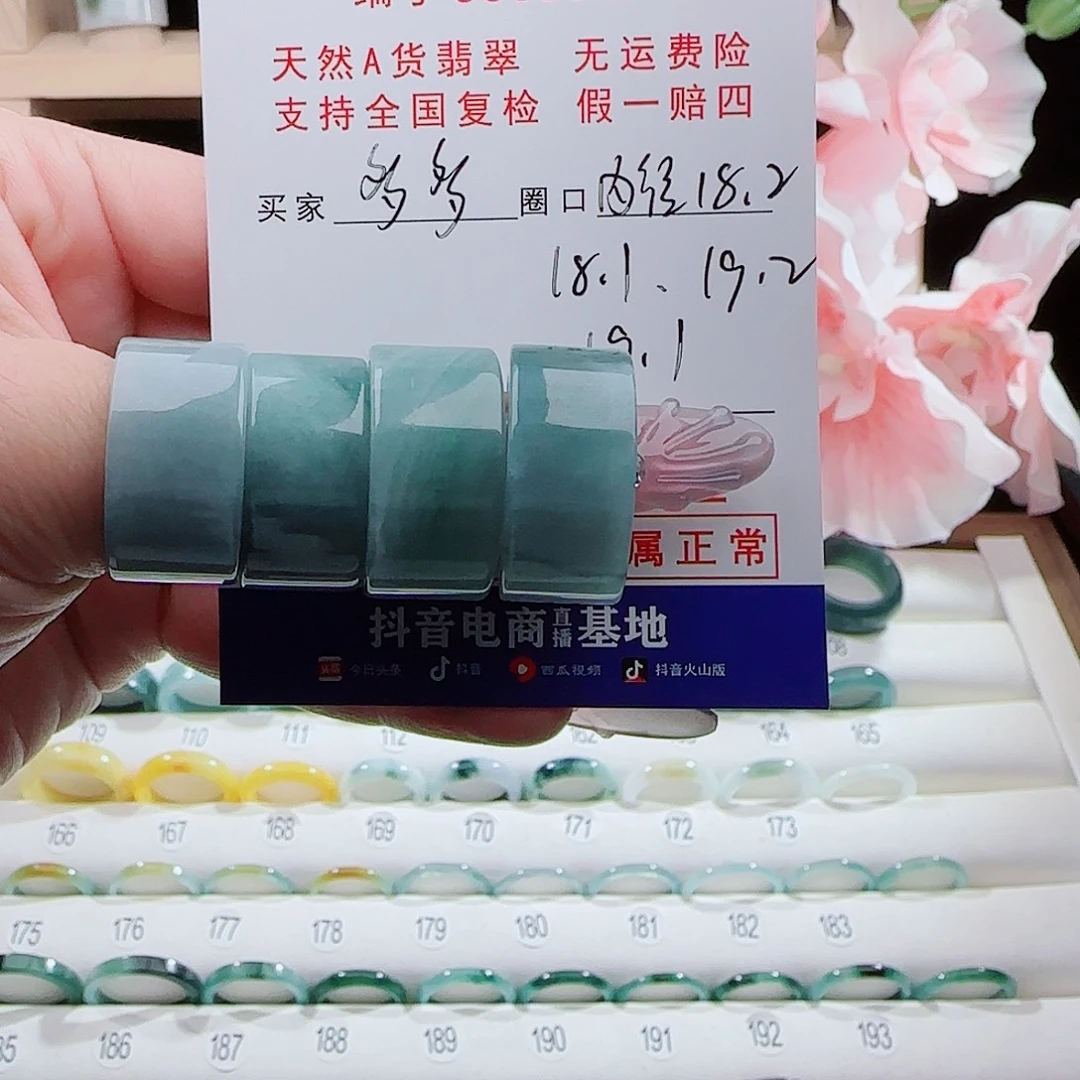 天然A货翡翠 无运费险
支持全国复检 假一赔四
买家 多多 圈口 内径18.2
18.1、19.2
19.1
属正常
抖音电商直播基地
今日头条 抖音 西瓜视频 抖音火山版
109 110 111 112 162 164 165
166 167 168 169 170 171 172 173
175 176 177 178 179 180 181 182 183
186 187 188 189 190 191 192 193